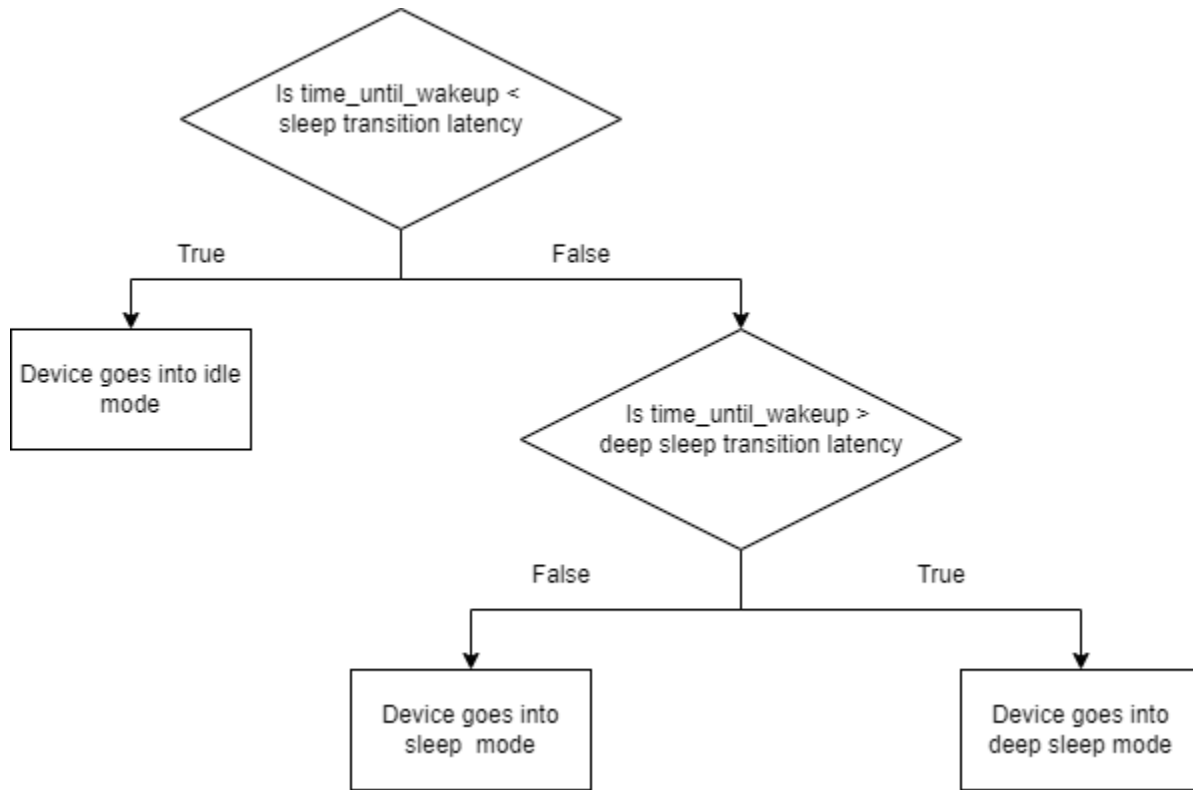 Is time_until_wakeup <
sleep transition latency
True
False
Device goes into idle
mode
Is time_until_wakeup >
deep sleep transition latency
False
True
Device goes into
sleep  mode
Device goes into
deep sleep mode